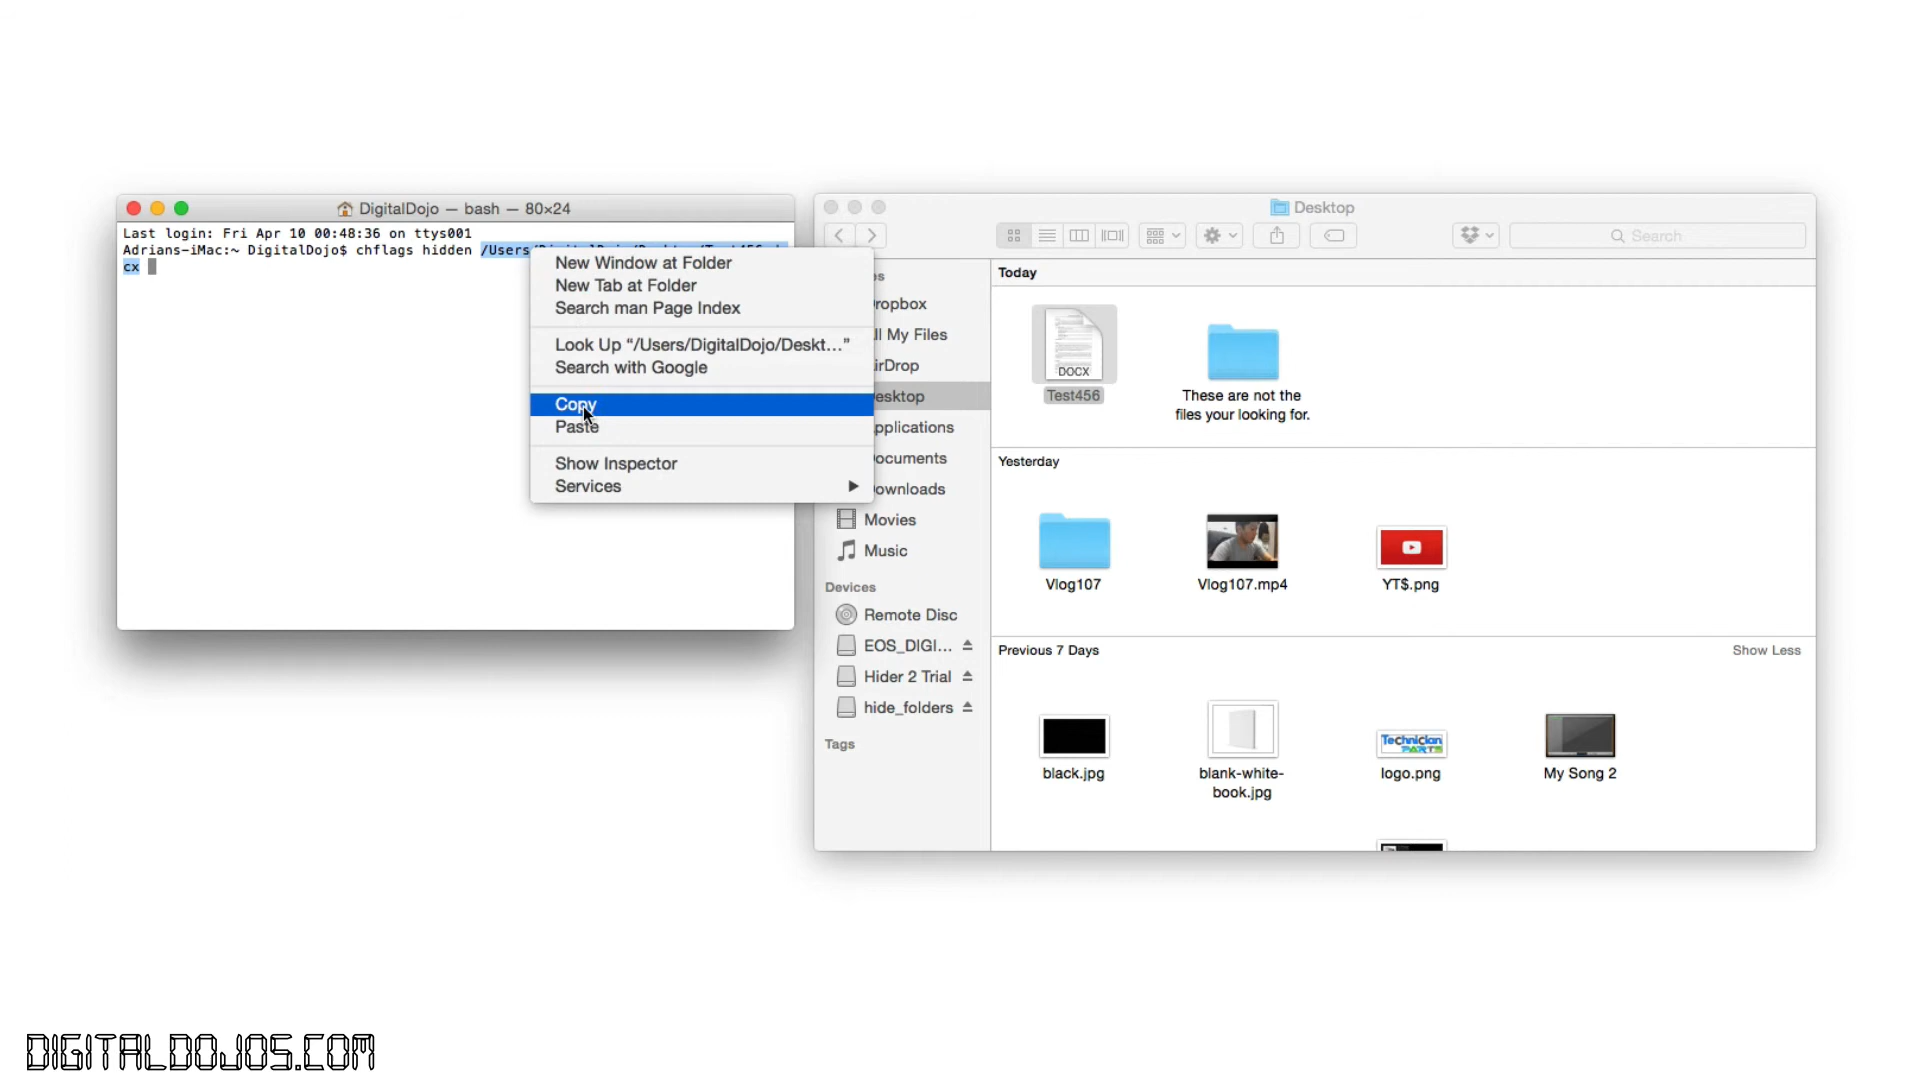 DigitalDojo — bash — 80×24
Last login: Fri Apr 10 00:48:36 on ttys001
Adrians-iMac:~ DigitalDojo$ chflags hidden /Users
cx
New Window at Folder
New Tab at Folder
Search man Page Index
Look Up “/Users/DigitalDojo/Deskt...”
Search with Google
Copy
Paste
Show Inspector
Services
Desktop
Search
es
ropbox
ll My Files
irDrop
esktop
pplications
ocuments
ownloads
Movies
Music
Devices
Remote Disc
EOS_DIGI...
Hider 2 Trial
hide_folders
Tags
Today
DOCX
Test456
These are not the
files your looking for.
Yesterday
Vlog107
Vlog107.mp4
YT$.png
Previous 7 Days
Show Less
black.jpg
blank-white-
book.jpg
Technician
PARTS
logo.png
My Song 2
DIGITALDOJOS.COM